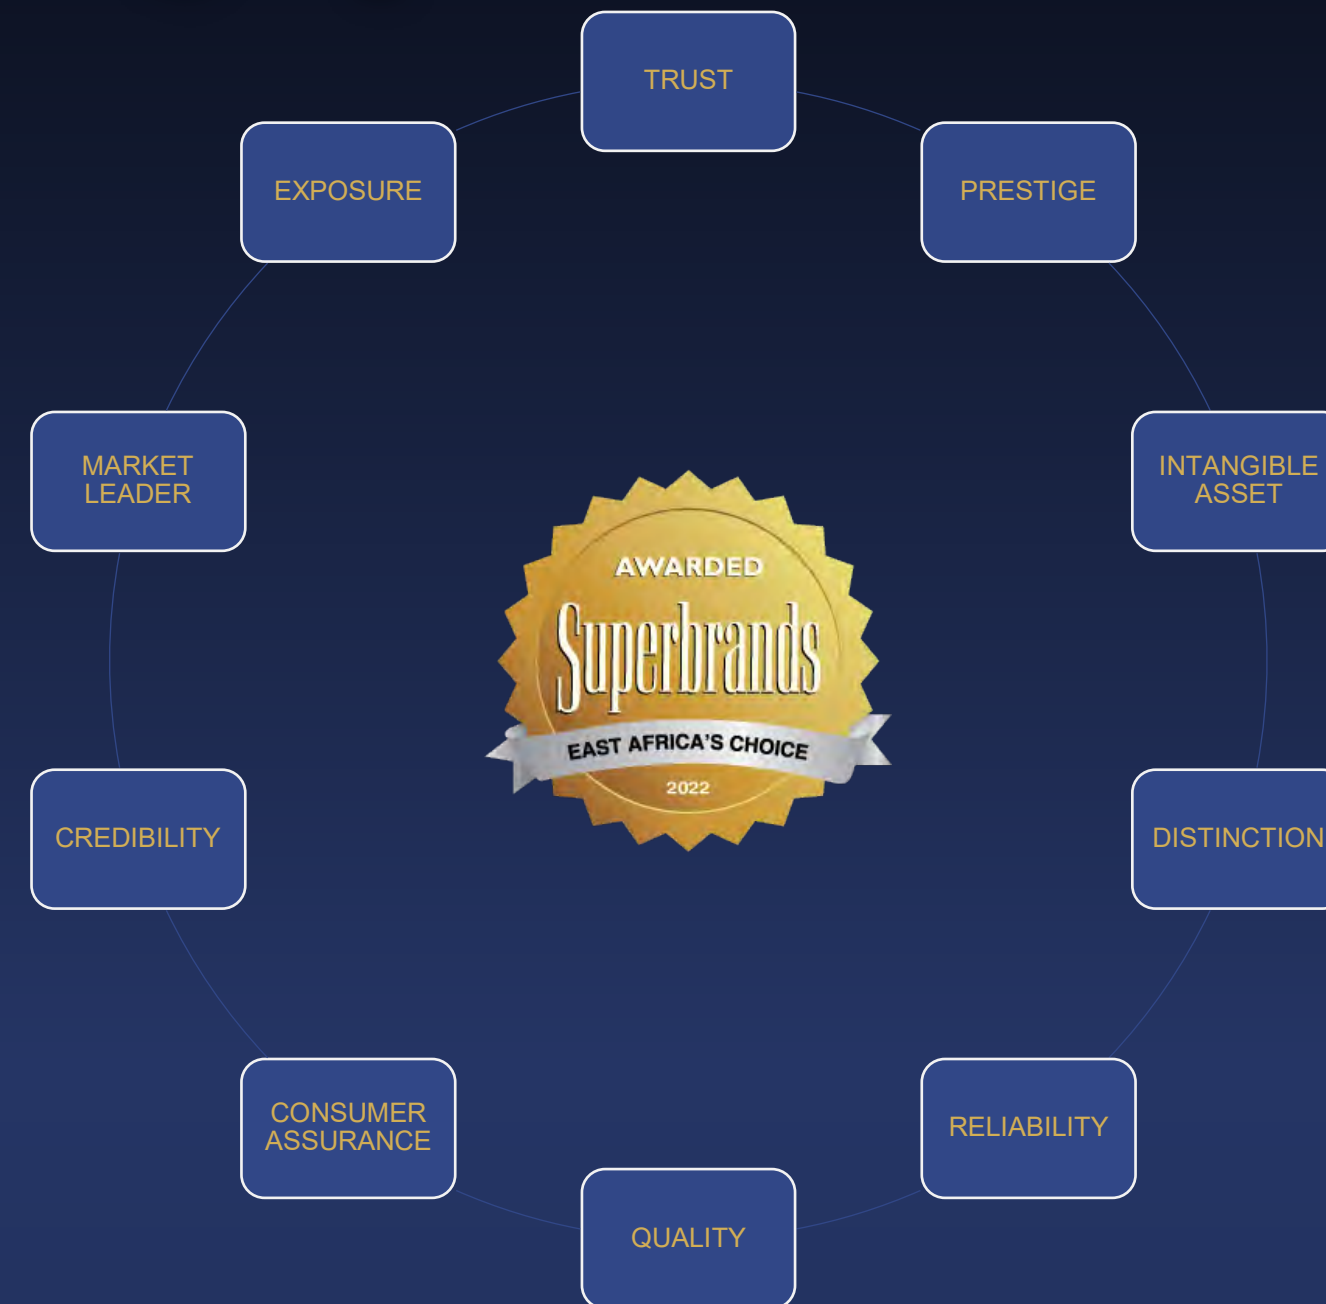 TRUST
PRESTIGE
INTANGIBLE
ASSET
DISTINCTION
RELIABILITY
QUALITY
CONSUMER
ASSURANCE
CREDIBILITY
MARKET
LEADER
EXPOSURE
AWARDED
Superbrands
EAST AFRICA'S CHOICE
2022